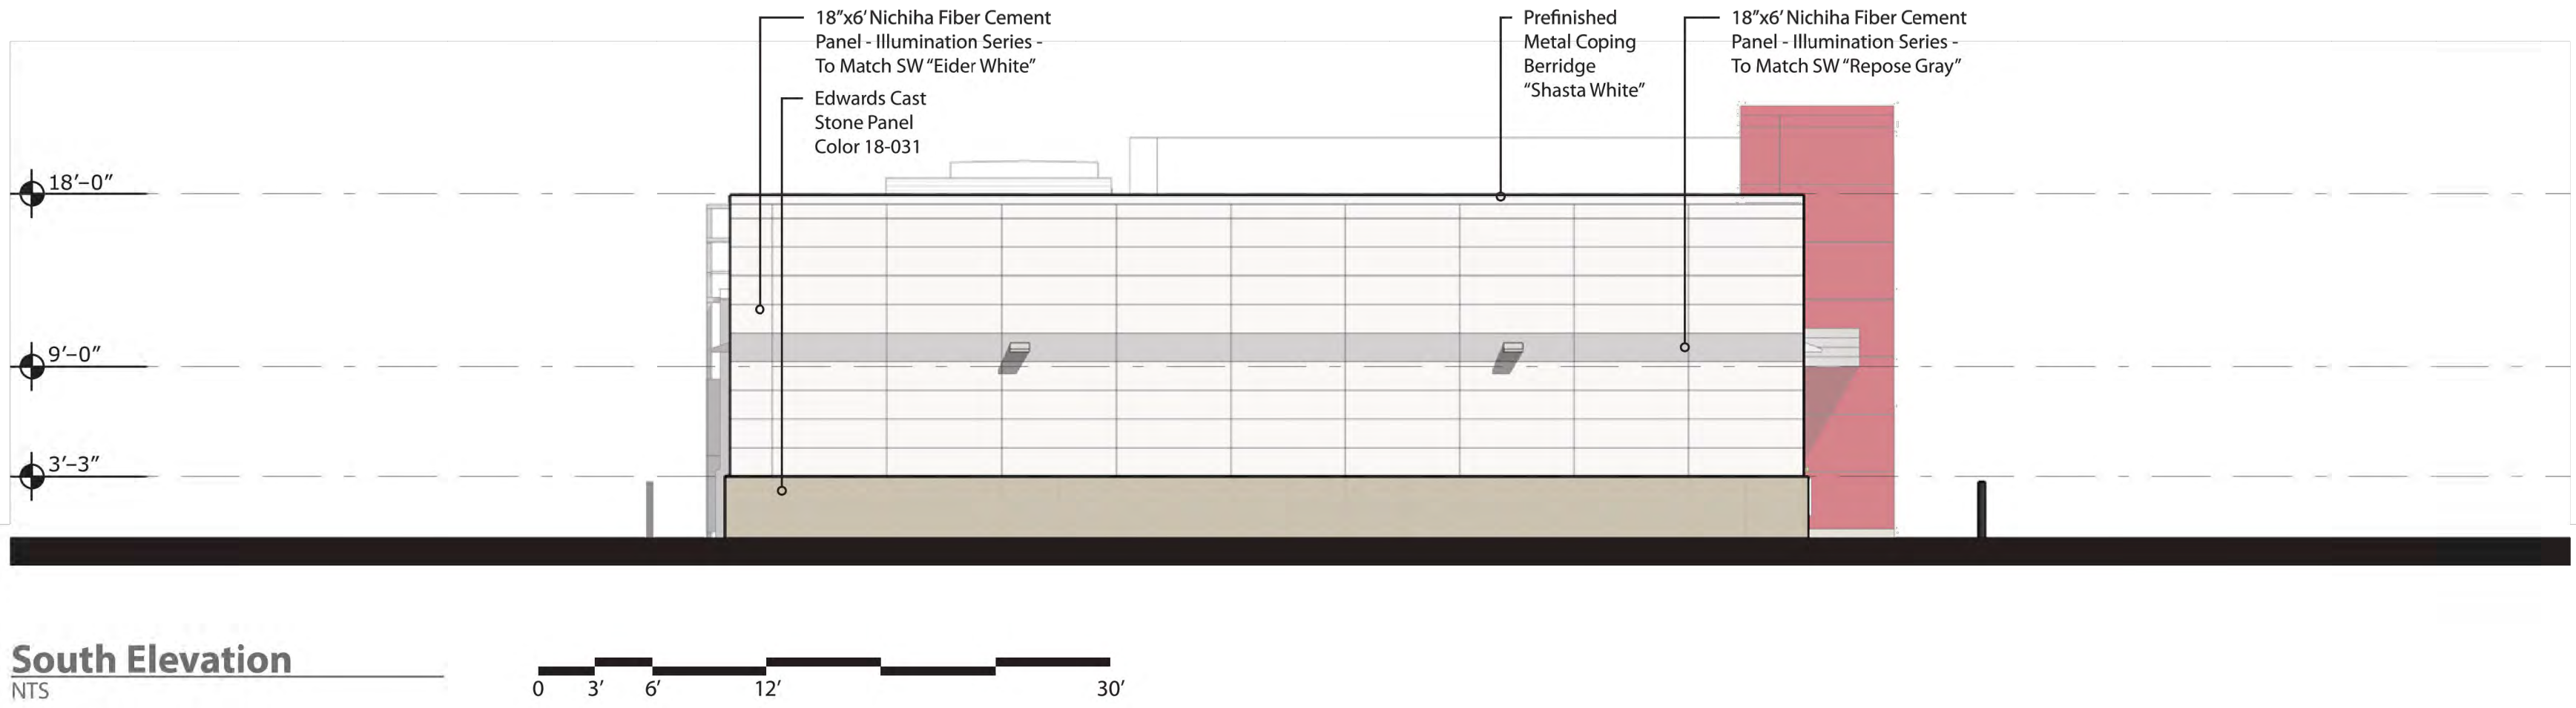 18”x6’ Nichiha Fiber Cement
Panel - Illumination Series -
To Match SW “Eider White”
Edwards Cast
Stone Panel
Color 18-031
Prefinished
Metal Coping
Berridge
“Shasta White”
18”x6’ Nichiha Fiber Cement
Panel - Illumination Series -
To Match SW “Repose Gray”
18’–0”
9’–0”
3’–3”
South Elevation
NTS
0 3’ 6’ 12’ 30’